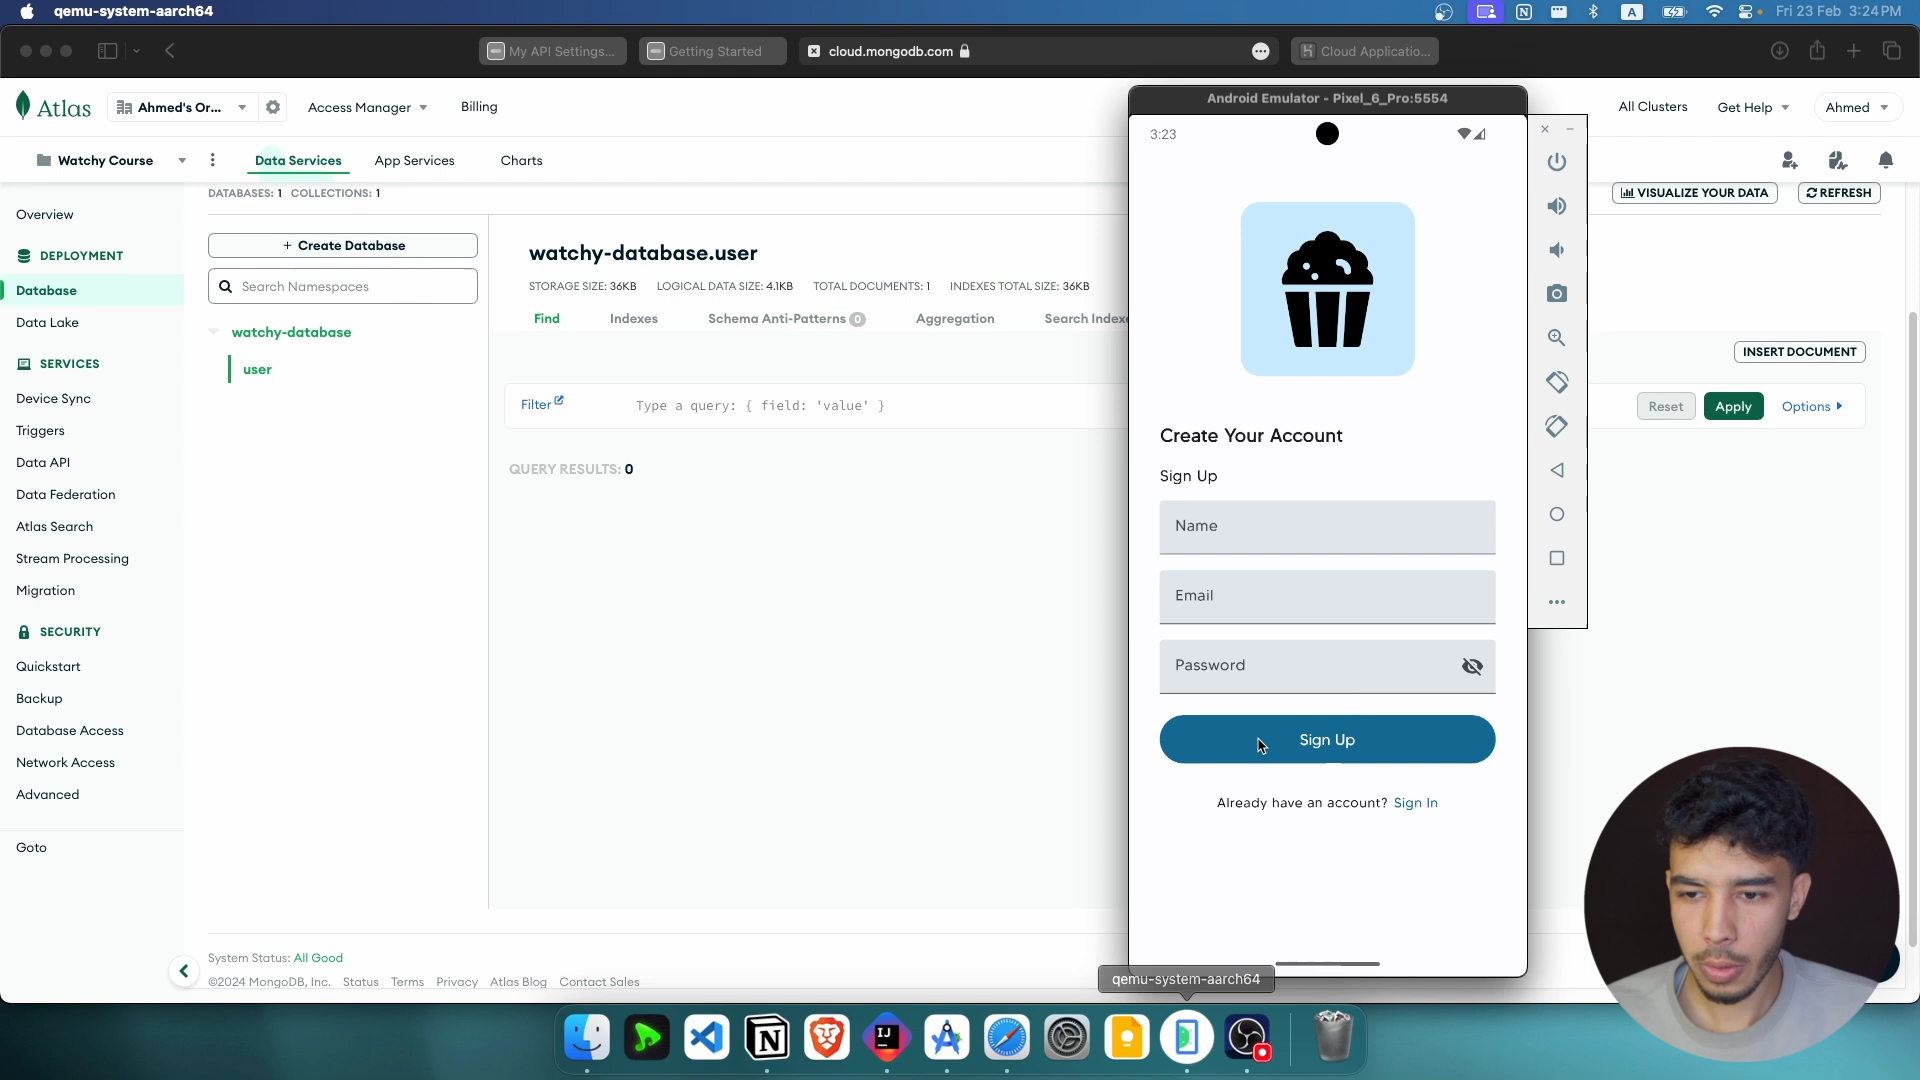 qemu-system-aarch64
A
Fri 23 Feb 3:24 PM
My API Settings...
Getting Started
cloud.mongodb.com
Cloud Applicatio...
Atlas
Ahmed's Or...
Access Manager
Billing
All Clusters
Get Help
Ahmed
Watchy Course
Data Services
App Services
Charts
DATABASES: 1 COLLECTIONS: 1
VISUALIZE YOUR DATA
REFRESH
Overview
DEPLOYMENT
Database
Data Lake
SERVICES
Device Sync
Triggers
Data API
Data Federation
Atlas Search
Stream Processing
Migration
SECURITY
Quickstart
Backup
Database Access
Network Access
Advanced
Goto
+ Create Database
Search Namespaces
watchy-database
user
watchy-database.user
STORAGE SIZE: 36KB LOGICAL DATA SIZE: 4.1KB TOTAL DOCUMENTS: 1 INDEXES TOTAL SIZE: 36KB
Find Indexes Schema Anti-Patterns 0 Aggregation Search Indexe
INSERT DOCUMENT
Filter
Type a query: { field: 'value' }
Reset
Apply
Options
QUERY RESULTS: 0
Android Emulator - Pixel_6_Pro:5554
3:23
Create Your Account
Sign Up
Name
Email
Password
Sign Up
Already have an account? Sign In
System Status: All Good
©2024 MongoDB, Inc. Status Terms Privacy Atlas Blog Contact Sales
qemu-system-aarch64
IJ